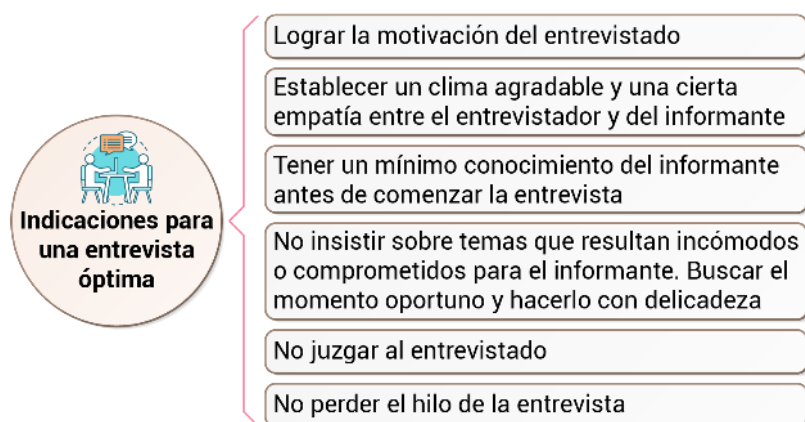 Indicaciones para
una entrevista
óptima
Lograr la motivación del entrevistado
Establecer un clima agradable y una cierta
empatía entre el entrevistador y del informante
Tener un mínimo conocimiento del informante
antes de comenzar la entrevista
No insistir sobre temas que resultan incómodos
o comprometidos para el informante. Buscar el
momento oportuno y hacerlo con delicadeza
No juzgar al entrevistado
No perder el hilo de la entrevista